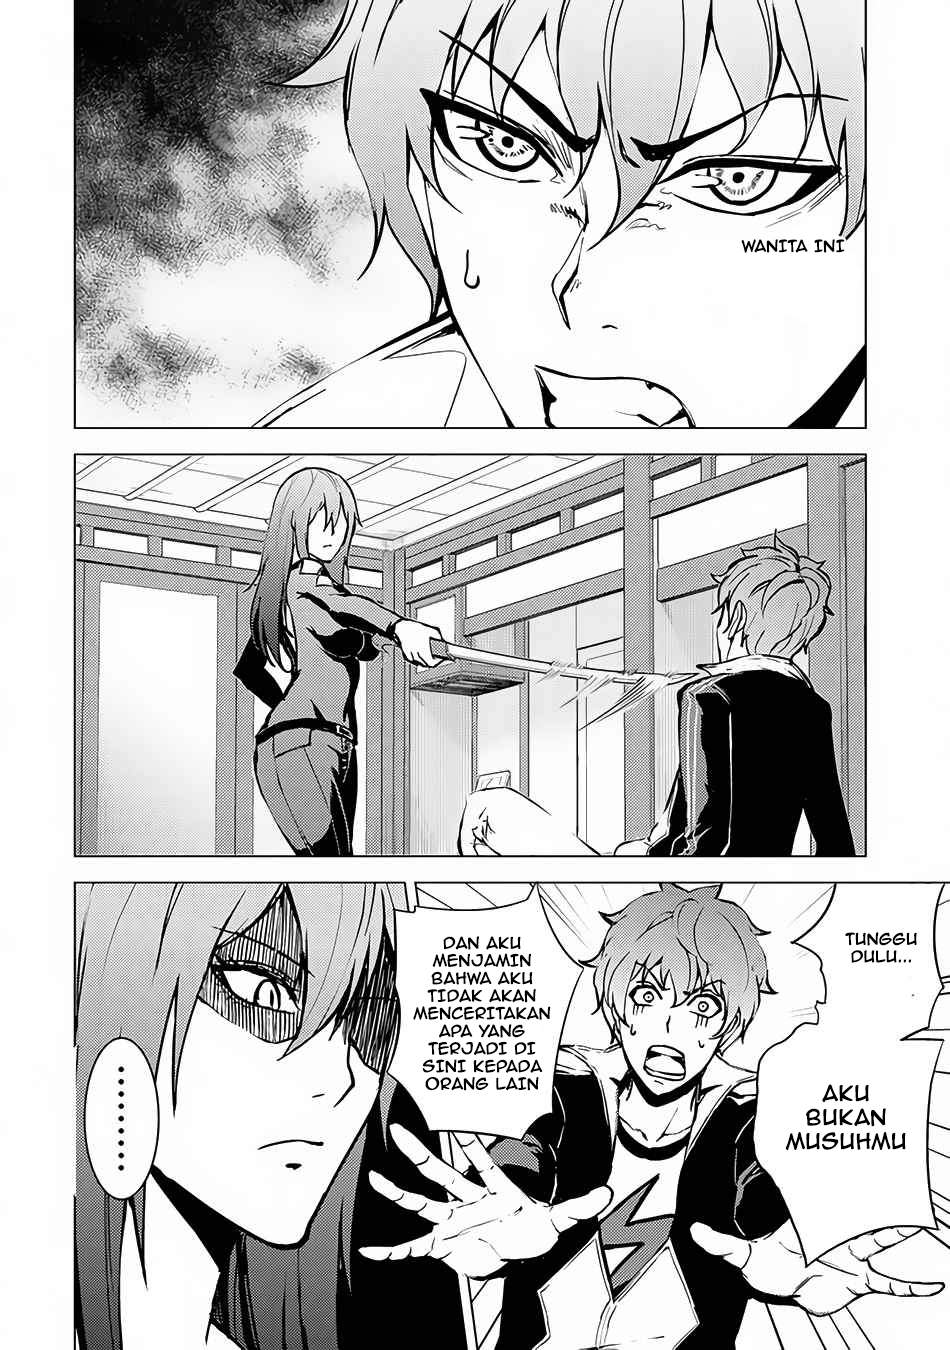 WANITA INI
TUNGGU
DULU...
AKU
BUKAN
MUSUHMU
DAN AKU
MENJAMIN
BAHWA AKU
TIDAK AKAN
MENCERITAKAN
APA YANG
TERJADI DI
SINI KEPADA
ORANG LAIN
.........